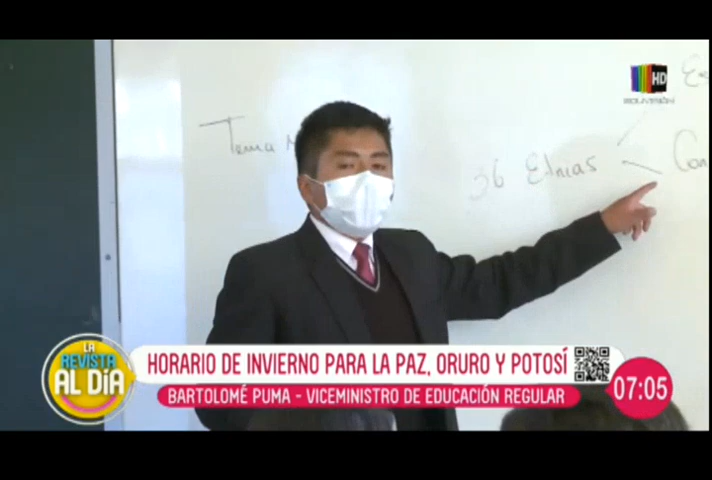 HD
BOLIVISIÓN
Tema
36 Etnias
LA
REVISTA
AL DÍA
HORARIO DE INVIERNO PARA LA PAZ, ORURO Y POTOSÍ
BARTOLOMÉ PUMA - VICEMINISTRO DE EDUCACIÓN REGULAR
07:05